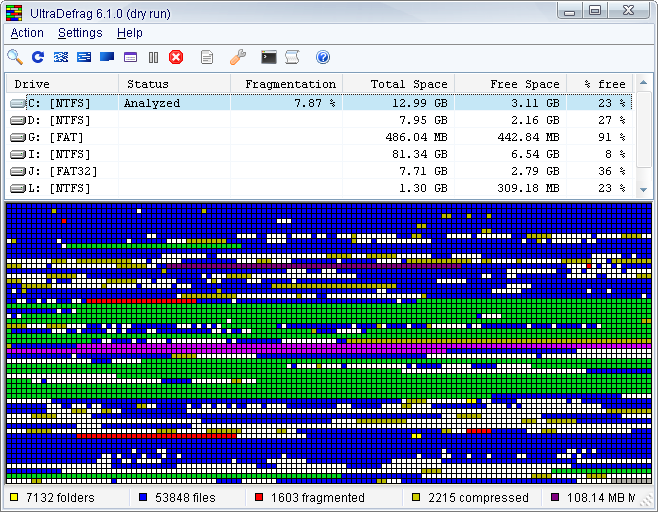 UltraDefrag 6.1.0 (dry run)
Action Settings Help
Drive Status Fragmentation Total Space Free Space % free
C: [NTFS] Analyzed 7.87 % 12.99 GB 3.11 GB 23 %
D: [NTFS] 7.95 GB 2.16 GB 27 %
G: [FAT] 486.04 MB 442.84 MB 91 %
I: [NTFS] 81.34 GB 6.54 GB 8 %
J: [FAT32] 7.71 GB 2.79 GB 36 %
L: [NTFS] 1.30 GB 309.18 MB 23 %
7132 folders 53848 files 1603 fragmented 2215 compressed 108.14 MB M